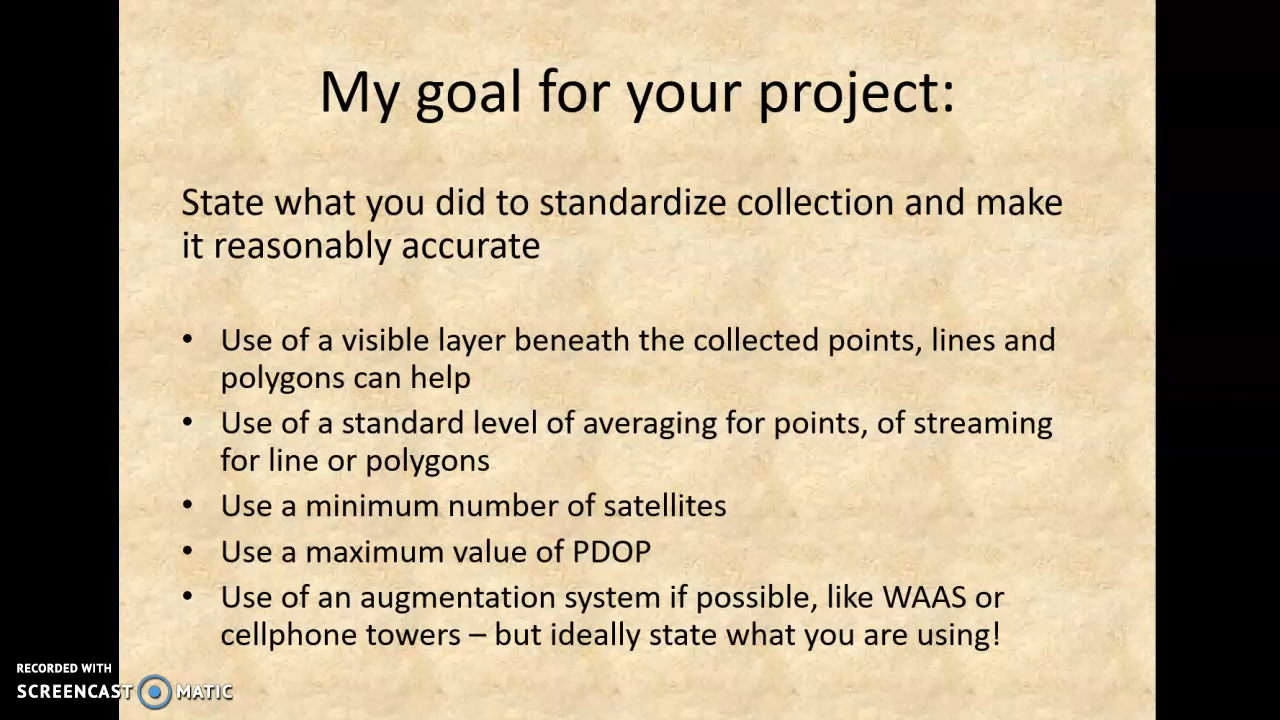 My goal for your project:
State what you did to standardize collection and make
it reasonably accurate
• Use of a visible layer beneath the collected points, lines and
polygons can help
• Use of a standard level of averaging for points, of streaming
for line or polygons
• Use a minimum number of satellites
• Use a maximum value of PDOP
• Use of an augmentation system if possible, like WAAS or
cellphone towers – but ideally state what you are using!
RECORDED WITH
SCREENCAST MATIC